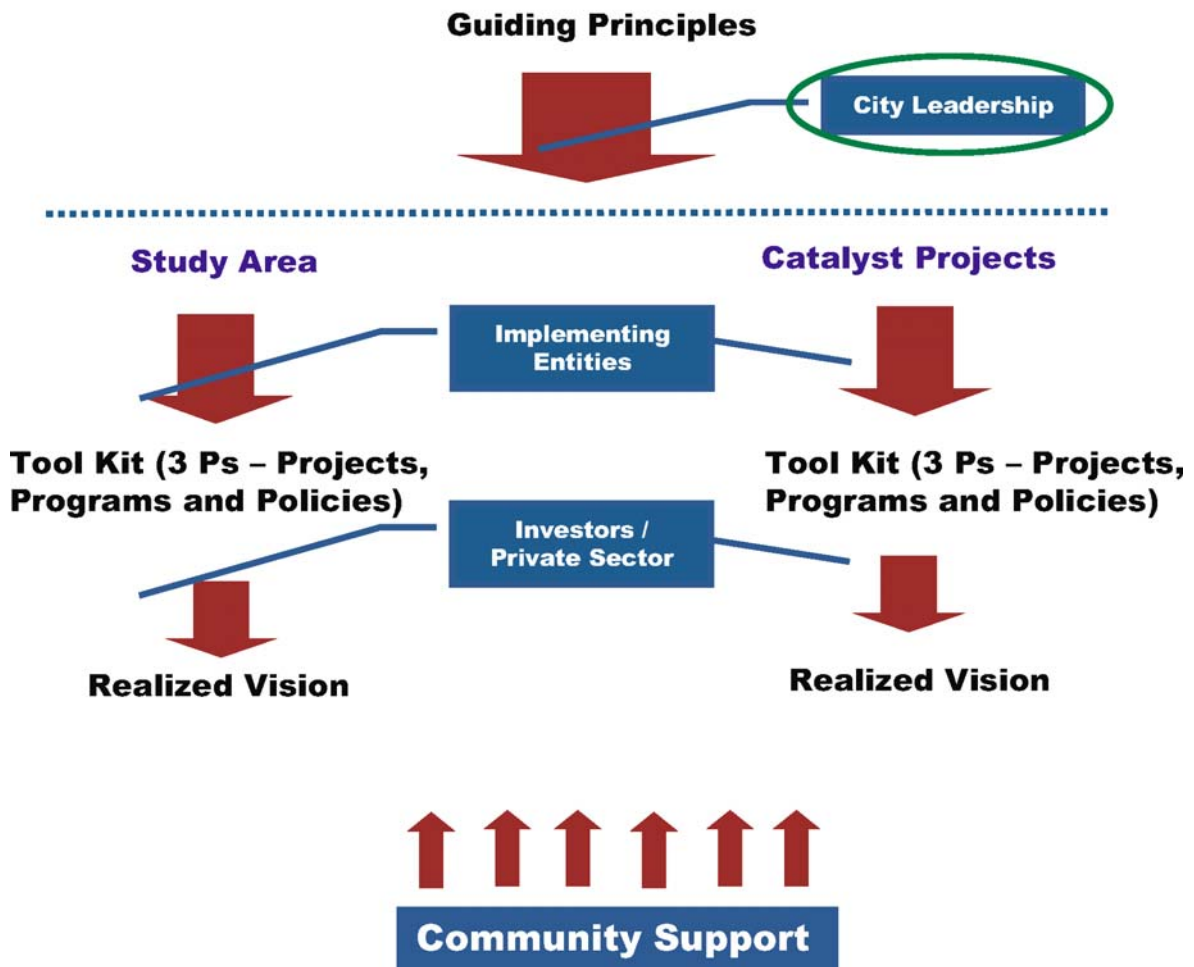 Guiding Principles
City Leadership
Study Area
Catalyst Projects
Implementing
Entities
Tool Kit (3 Ps – Projects,
Programs and Policies)
Tool Kit (3 Ps – Projects,
Programs and Policies)
Investors /
Private Sector
Realized Vision
Realized Vision
Community Support